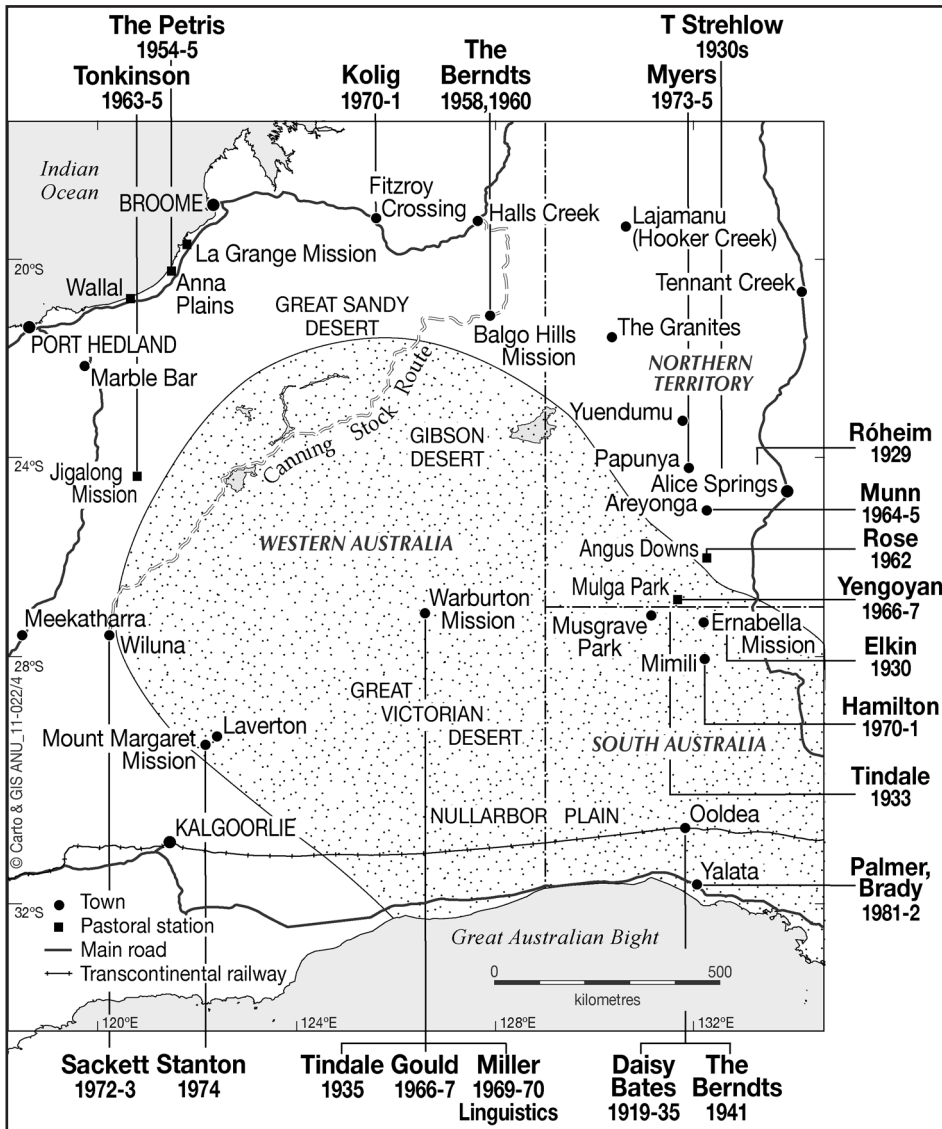 The Petris
1954-5
T Strehlow
1930s
Tonkinson
1963-5
Kolig
1970-1
The
Berndts
1958,1960
Myers
1973-5
Indian
Ocean
BROOME
Fitzroy
Crossing
Halls Creek
Lajamanu
(Hooker Creek)
La Grange Mission
20°S
Wallal
Anna
Plains
Tennant Creek
GREAT SANDY
DESERT
PORT HEDLAND
Balgo Hills
Mission
The Granites
Marble Bar
NORTHERN
TERRITORY
Canning Stock Route
Yuendumu
GIBSON
DESERT
Róheim
1929
24°S
Jigalong
Mission
Papunya
Alice Springs
Areyonga
Munn
1964-5
WESTERN AUSTRALIA
Angus Downs
Rose
1962
Mulga Park
Yengoyan
1966-7
Meekatharra
Wiluna
Warburton
Mission
Musgrave
Park
Ernabella
Mission
Elkin
1930
28°S
Mimili
GREAT
VICTORIAN
DESERT
Hamilton
1970-1
Laverton
Mount Margaret
Mission
SOUTH AUSTRALIA
Tindale
1933
© Carto & GIS ANU_11-022/4
KALGOORLIE
NULLARBOR PLAIN
Ooldea
Yalata
Palmer,
Brady
1981-2
32°S
Town
Pastoral station
Main road
Transcontinental railway
Great Australian Bight
0 500
kilometres
120°E
124°E
128°E
132°E
Sackett
1972-3
Stanton
1974
Tindale
1935
Gould
1966-7
Miller
1969-70
Linguistics
Daisy
Bates
1919-35
The
Berndts
1941